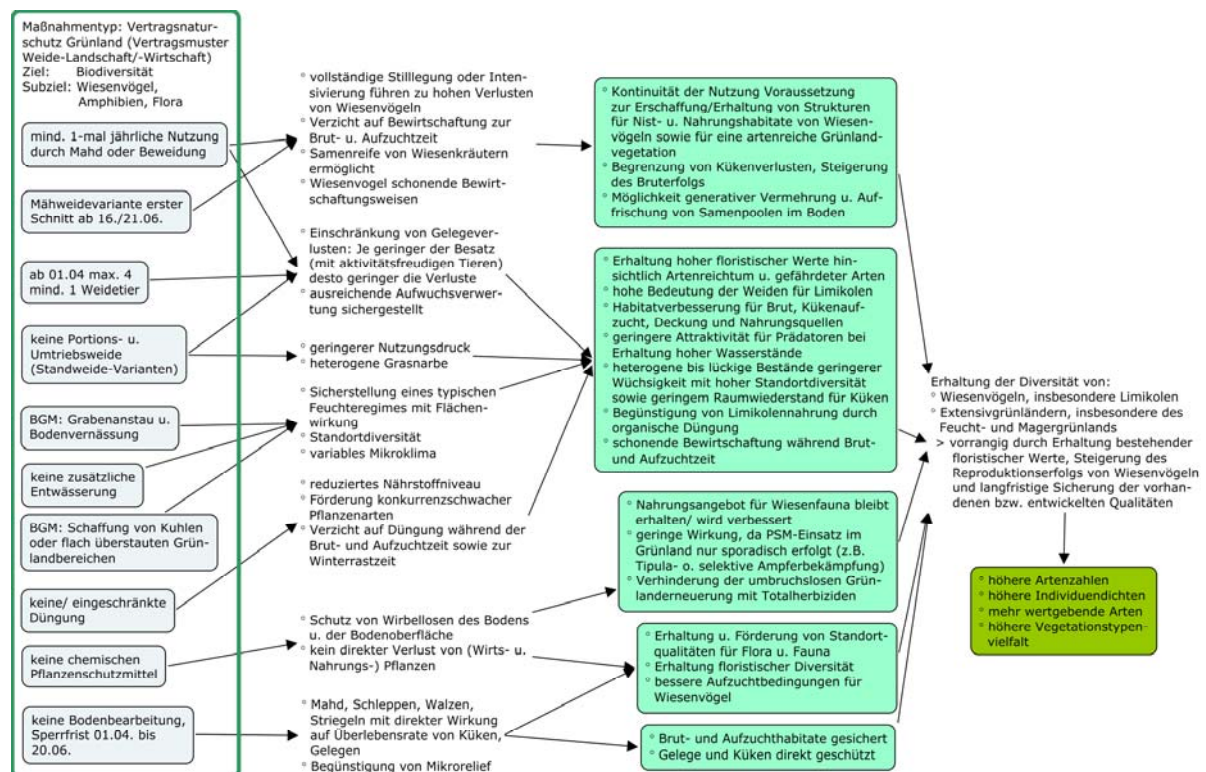 Maßnahmentyp: Vertragsnatur-
schutz Grünland (Vertragsmuster
Weide-Landschaft/-Wirtschaft)
Ziel: Biodiversität
Subziel: Wiesenvögel,
Amphibien, Flora
mind. 1-mal jährliche Nutzung
durch Mahd oder Beweidung
Mähweidevariante erster
Schnitt ab 16./21.06.
ab 01.04 max. 4
mind. 1 Weidetier
keine Portions- u.
Umtriebsweide
(Standweide-Varianten)
BGM: Grabenanstau u.
Bodenvernässung
keine zusätzliche
Entwässerung
BGM: Schaffung von Kuhlen
oder flach überstauten Grün-
landbereichen
keine/ eingeschränkte
Düngung
keine chemischen
Pflanzenschutzmittel
keine Bodenbearbeitung,
Sperrfrist 01.04. bis
20.06.
° vollständige Stilllegung oder Inten-
sivierung führen zu hohen Verlusten
von Wiesenvögeln
° Verzicht auf Bewirtschaftung zur
Brut- u. Aufzuchtzeit
° Samenreife von Wiesenkräutern
ermöglicht
° Wiesenvogel schonende Bewirt-
schaftungsweisen
° Einschränkung von Gelegever-
lusten: Je geringer der Besatz
(mit aktivitätsfreudigen Tieren)
desto geringer die Verluste
° ausreichende Aufwuchsverwer-
tung sichergestellt
° geringerer Nutzungsdruck
° heterogene Grasnarbe
° Sicherstellung eines typischen
Feuchteregimes mit Flächen-
wirkung
° Standortdiversität
° variables Mikroklima
° reduziertes Nährstoffniveau
° Förderung konkurrenzschwacher
Pflanzenarten
° Verzicht auf Düngung während der
Brut- und Aufzuchtzeit sowie zur
Winterrastzeit
° Schutz von Wirbellosen des Bodens
u. der Bodenoberfläche
° kein direkter Verlust von (Wirts- u.
Nahrungs-) Pflanzen
° Mahd, Schleppen, Walzen,
Striegeln mit direkter Wirkung
auf Überlebensrate von Küken,
Gelegen
° Begünstigung von Mikrorelief
° Kontinuität der Nutzung Voraussetzung
zur Erschaffung/Erhaltung von Strukturen
für Nist- u. Nahrungshabitate von Wiesen-
vögeln sowie für eine artenreiche Grünland-
vegetation
° Begrenzung von Kükenverlusten, Steigerung
des Bruterfolgs
° Möglichkeit generativer Vermehrung u. Auf-
frischung von Samenpoolen im Boden
° Erhaltung hoher floristischer Werte hin-
sichtlich Artenreichtum u. gefährdeter Arten
° hohe Bedeutung der Weiden für Limikolen
° Habitatverbesserung für Brut, Kükenauf-
zucht, Deckung und Nahrungsquellen
° geringere Attraktivität für Prädatoren bei
Erhaltung hoher Wasserstände
° heterogene bis lückige Bestände geringerer
Wüchsigkeit mit hoher Standortdiversität
sowie geringem Raumwiederstand für Küken
° Begünstigung von Limikolennahrung durch
organische Düngung
° schonende Bewirtschaftung während Brut-
und Aufzuchtzeit
° Nahrungsangebot für Wiesenfauna bleibt
erhalten/ wird verbessert
° geringe Wirkung, da PSM-Einsatz im
Grünland nur sporadisch erfolgt (z.B.
Tipula- o. selektive Ampferbekämpfung)
° Verhinderung der umbruchslosen Grün-
landerneuerung mit Totalherbiziden
° Erhaltung u. Förderung von Standort-
qualitäten für Flora u. Fauna
° Erhaltung floristischer Diversität
° bessere Aufzuchtbedingungen für
Wiesenvögel
° Brut- und Aufzuchthabitate gesichert
° Gelege und Küken direkt geschützt
Erhaltung der Diversität von:
° Wiesenvögeln, insbesondere Limikolen
° Extensivgrünländern, insbesondere des
Feucht- und Magergrünlands
> vorrangig durch Erhaltung bestehender
floristischer Werte, Steigerung des
Reproduktionserfolgs von Wiesenvögeln
und langfristige Sicherung der vorhan-
denen bzw. entwickelten Qualitäten
° höhere Artenzahlen
° höhere Individuendichten
° mehr wertgebende Arten
° höhere Vegetationstypen-
vielfalt